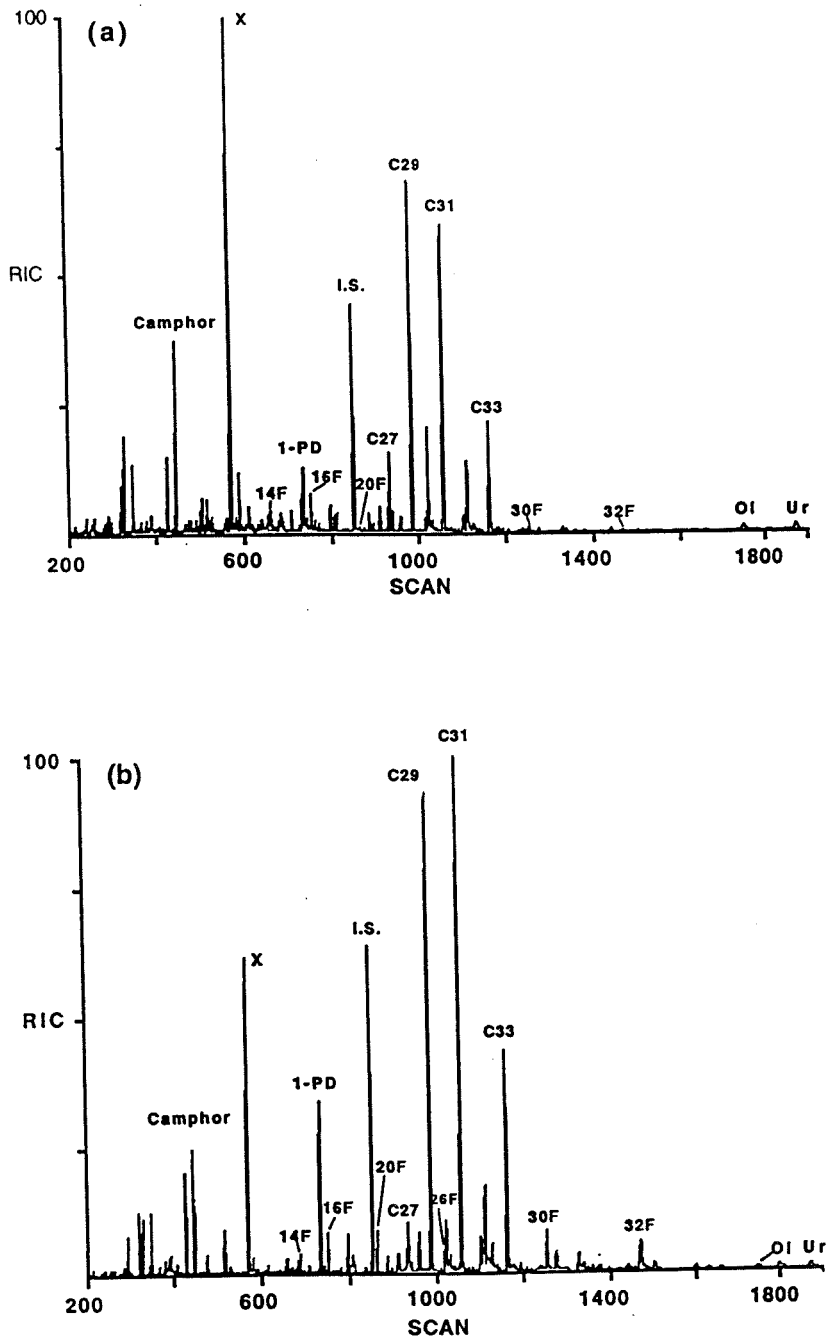 100
(a)
X
C29
C31
RIC
I.S.
Camphor
C33
C27
1-PD
16F
20F
14F
30F
32F
Ol
Ur
200
600
1000
1400
1800
SCAN
C31
100
(b)
C29
I.S.
X
RIC
C33
1-PD
Camphor
20F
16F
C27
26F
30F
14F
32F
Ol
Ur
200
600
1000
1400
1800
SCAN